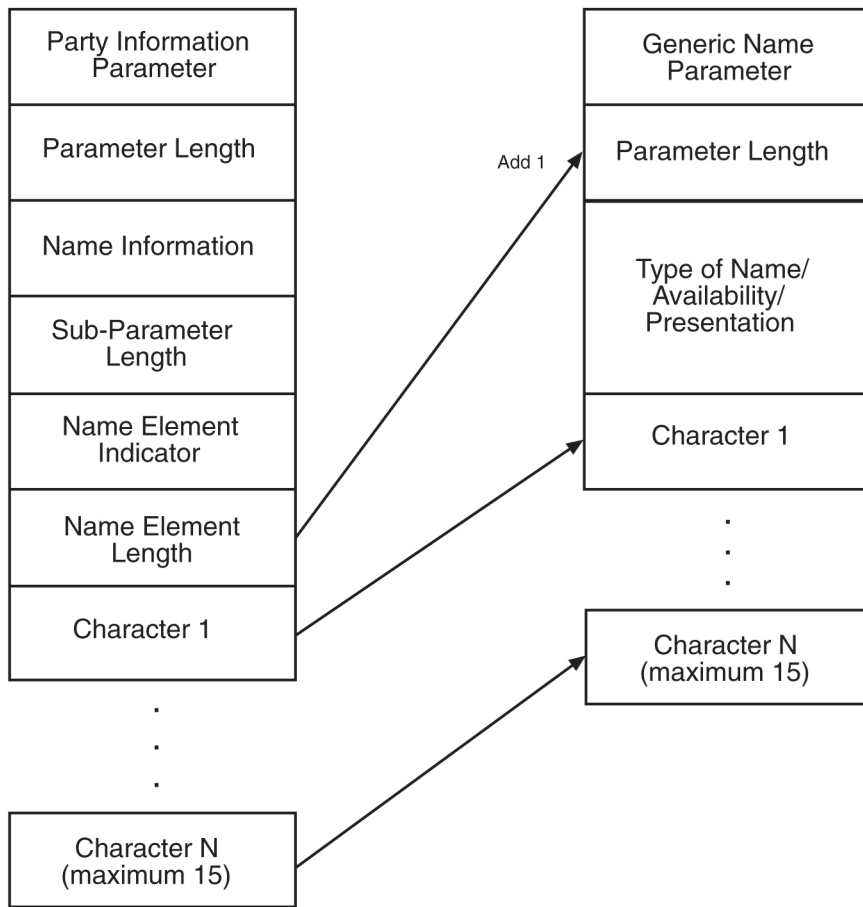 Party Information
Parameter
Parameter Length
Name Information
Sub-Parameter
Length
Name Element
Indicator
Name Element
Length
Character 1
Character N
(maximum 15)
Add 1
Generic Name
Parameter
Parameter Length
Type of Name/
Availability/
Presentation
Character 1
Character N
(maximum 15)